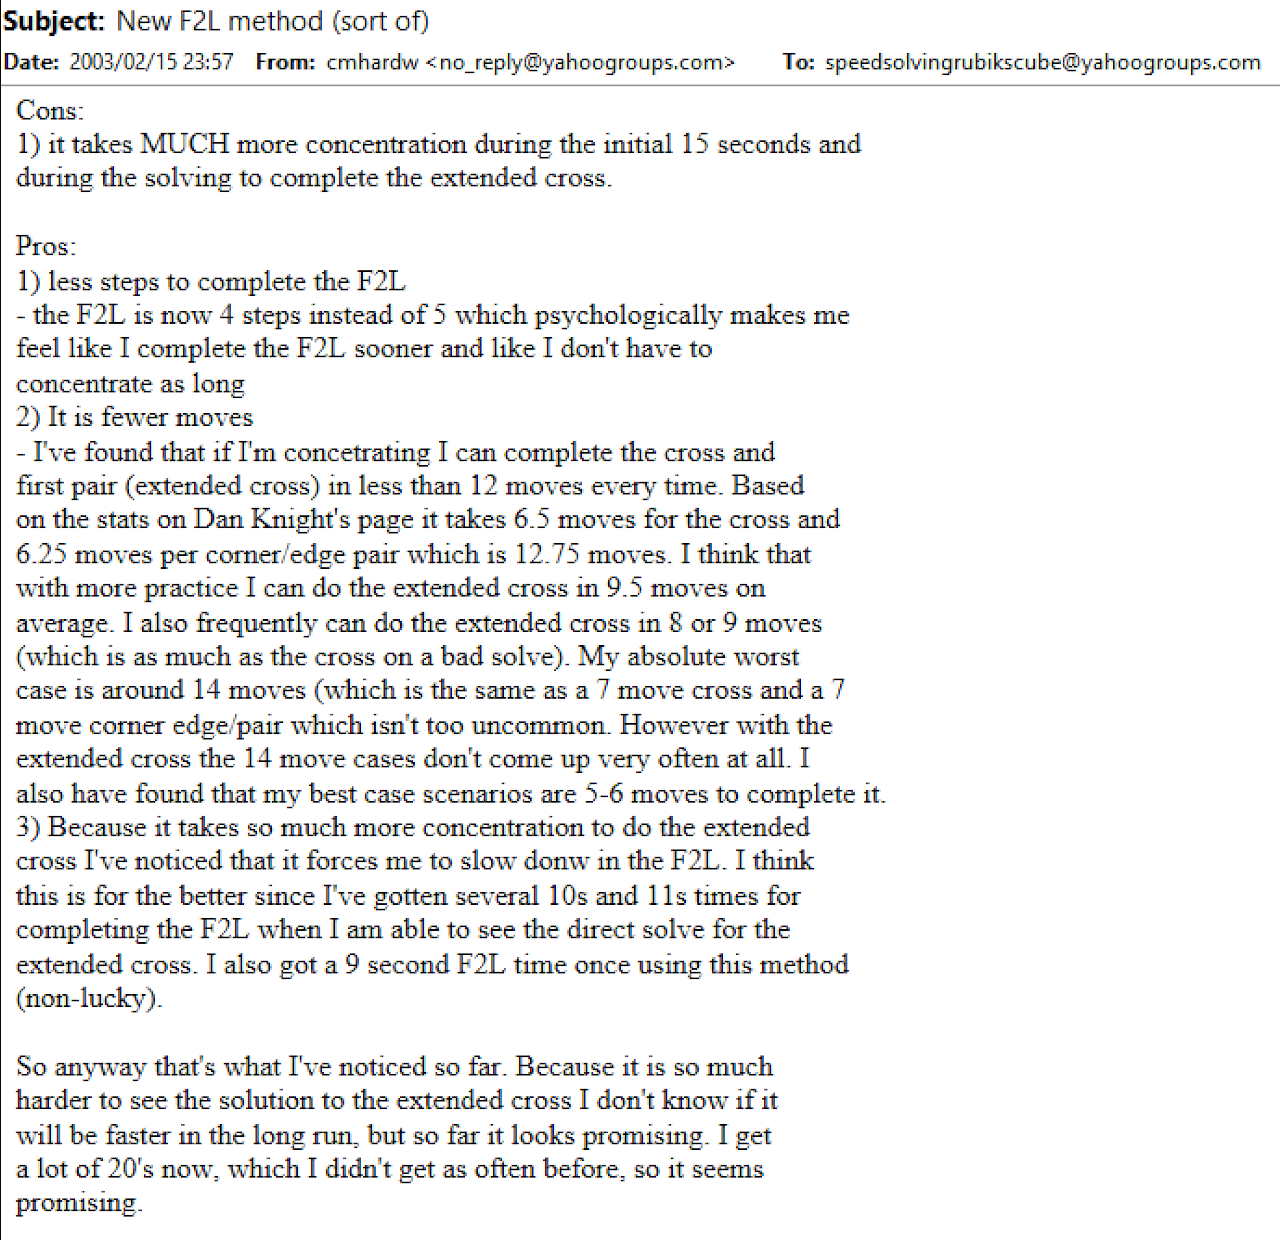 Subject: New F2L method (sort of)
Date: 2003/02/15 23:57 From: cmhardw <no_reply@yahoogroups.com> To: speedsolvingrubikscube@yahoogroups.com
Cons:
1) it takes MUCH more concentration during the initial 15 seconds and
during the solving to complete the extended cross.
Pros:
1) less steps to complete the F2L
- the F2L is now 4 steps instead of 5 which psychologically makes me
feel like I complete the F2L sooner and like I don't have to
concentrate as long
2) It is fewer moves
- I've found that if I'm concetrating I can complete the cross and
first pair (extended cross) in less than 12 moves every time. Based
on the stats on Dan Knight's page it takes 6.5 moves for the cross and
6.25 moves per corner/edge pair which is 12.75 moves. I think that
with more practice I can do the extended cross in 9.5 moves on
average. I also frequently can do the extended cross in 8 or 9 moves
(which is as much as the cross on a bad solve). My absolute worst
case is around 14 moves (which is the same as a 7 move cross and a 7
move corner edge/pair which isn't too uncommon. However with the
extended cross the 14 move cases don't come up very often at all. I
also have found that my best case scenarios are 5-6 moves to complete it.
3) Because it takes so much more concentration to do the extended
cross I've noticed that it forces me to slow donw in the F2L. I think
this is for the better since I've gotten several 10s and 11s times for
completing the F2L when I am able to see the direct solve for the
extended cross. I also got a 9 second F2L time once using this method
(non-lucky).
So anyway that's what I've noticed so far. Because it is so much
harder to see the solution to the extended cross I don't know if it
will be faster in the long run, but so far it looks promising. I get
a lot of 20's now, which I didn't get as often before, so it seems
promising.